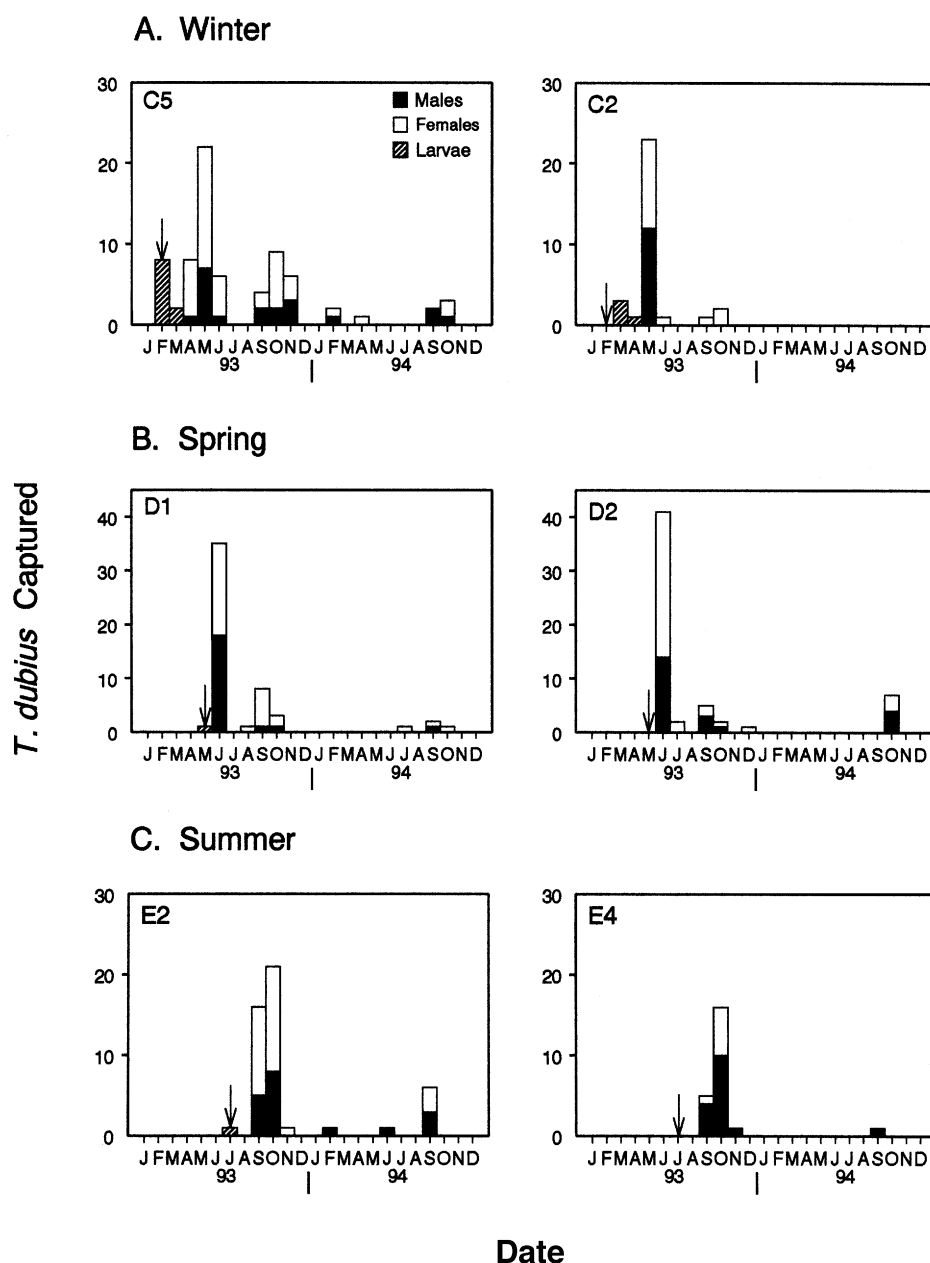 A. Winter
30
20
10
0
C5
Males
Females
Larvae
J F M A M J J A S O N D J F M A M J J A S O N D
93
94
30
20
10
0
C2
J F M A M J J A S O N D J F M A M J J A S O N D
93
94
B. Spring
T. dubius Captured
40
30
20
10
0
D1
J F M A M J J A S O N D J F M A M J J A S O N D
93
94
40
30
20
10
0
D2
J F M A M J J A S O N D J F M A M J J A S O N D
93
94
C. Summer
30
20
10
0
E2
J F M A M J J A S O N D J F M A M J J A S O N D
93
94
30
20
10
0
E4
J F M A M J J A S O N D J F M A M J J A S O N D
93
94
Date